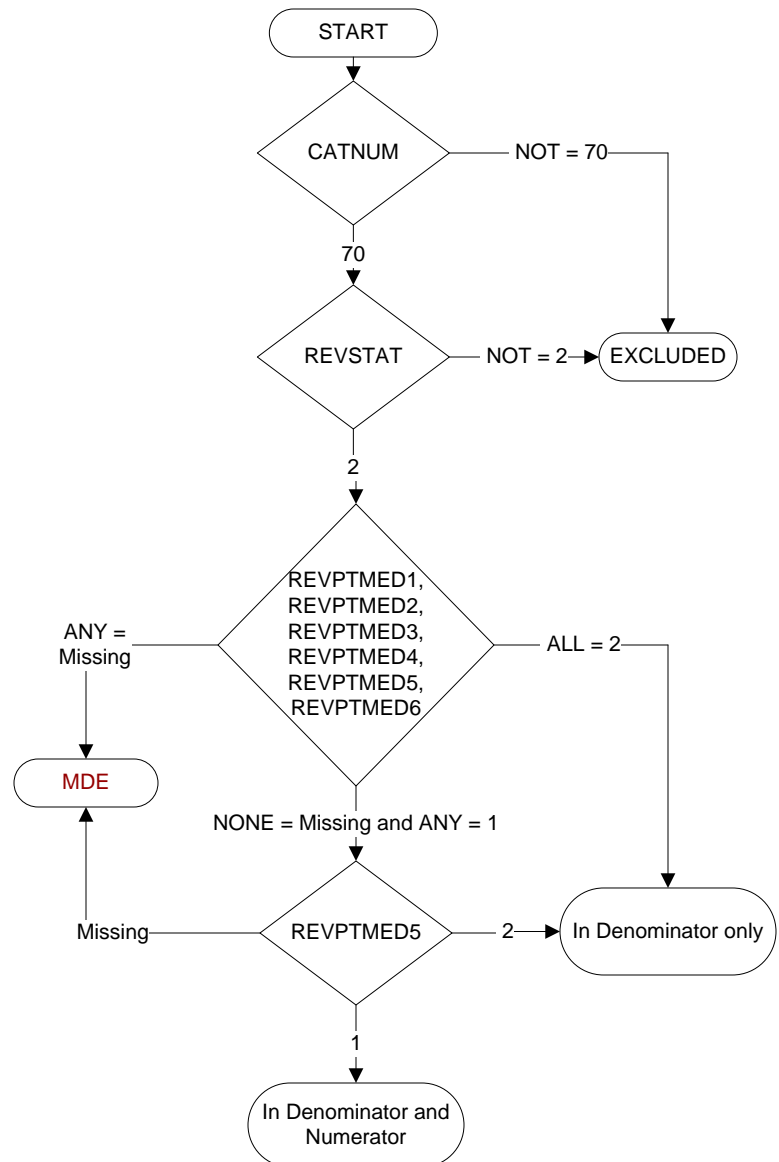 START
CATNUM
NOT = 70
70
REVSTAT
NOT = 2
EXCLUDED
2
REVPTMED1,
REVPTMED2,
REVPTMED3,
REVPTMED4,
REVPTMED5,
REVPTMED6
ANY =
Missing
ALL = 2
MDE
NONE = Missing and ANY = 1
REVPTMED5
Missing
2
In Denominator only
1
In Denominator and
Numerator